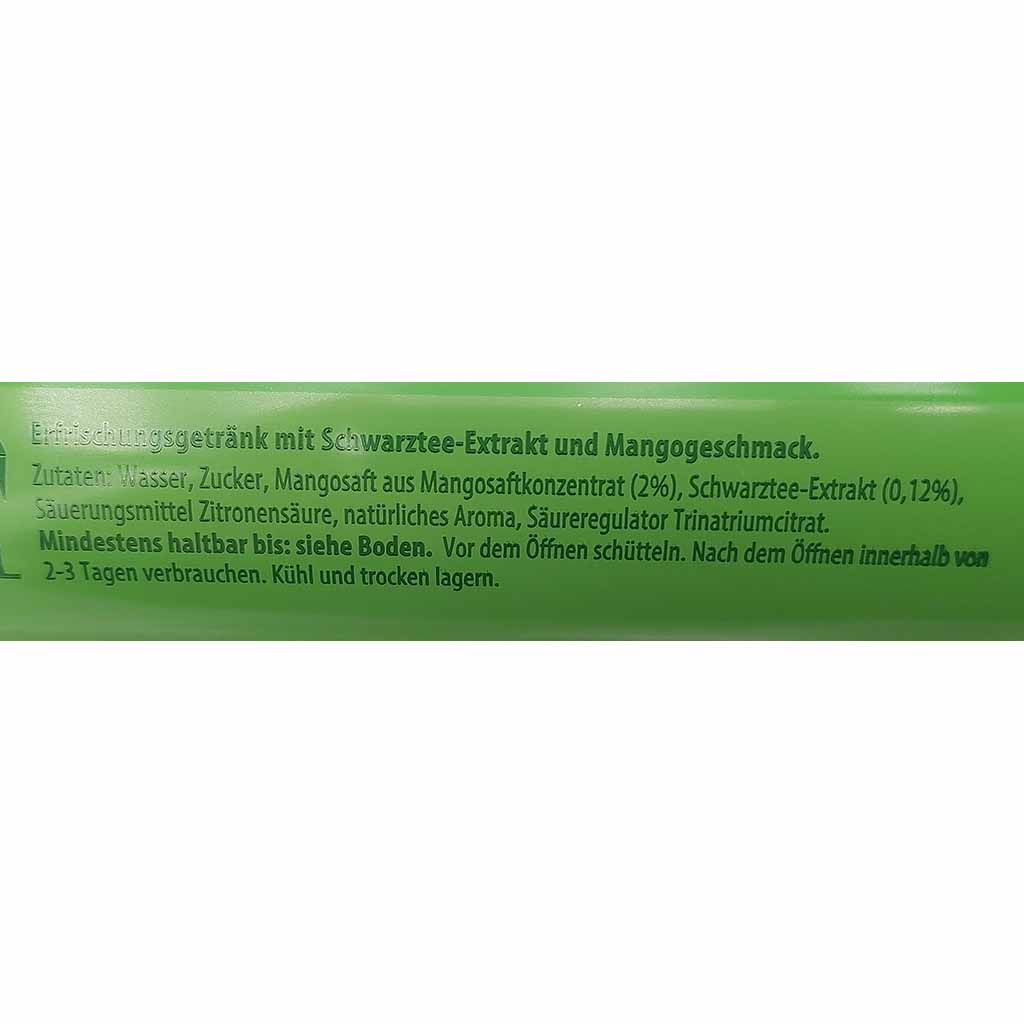 Erfrischungsgetränk mit Schwarztee-Extrakt und Mangogeschmack.
Zutaten: Wasser, Zucker, Mangosaft aus Mangosaftkonzentrat (2%), Schwarztee-Extrakt (0,12%),
Säuerungsmittel Zitronensäure, natürliches Aroma, Säureregulator Trinatriumcitrat.
Mindestens haltbar bis: siehe Boden. Vor dem Öffnen schütteln. Nach dem Öffnen innerhalb von
2-3 Tagen verbrauchen. Kühl und trocken lagern.